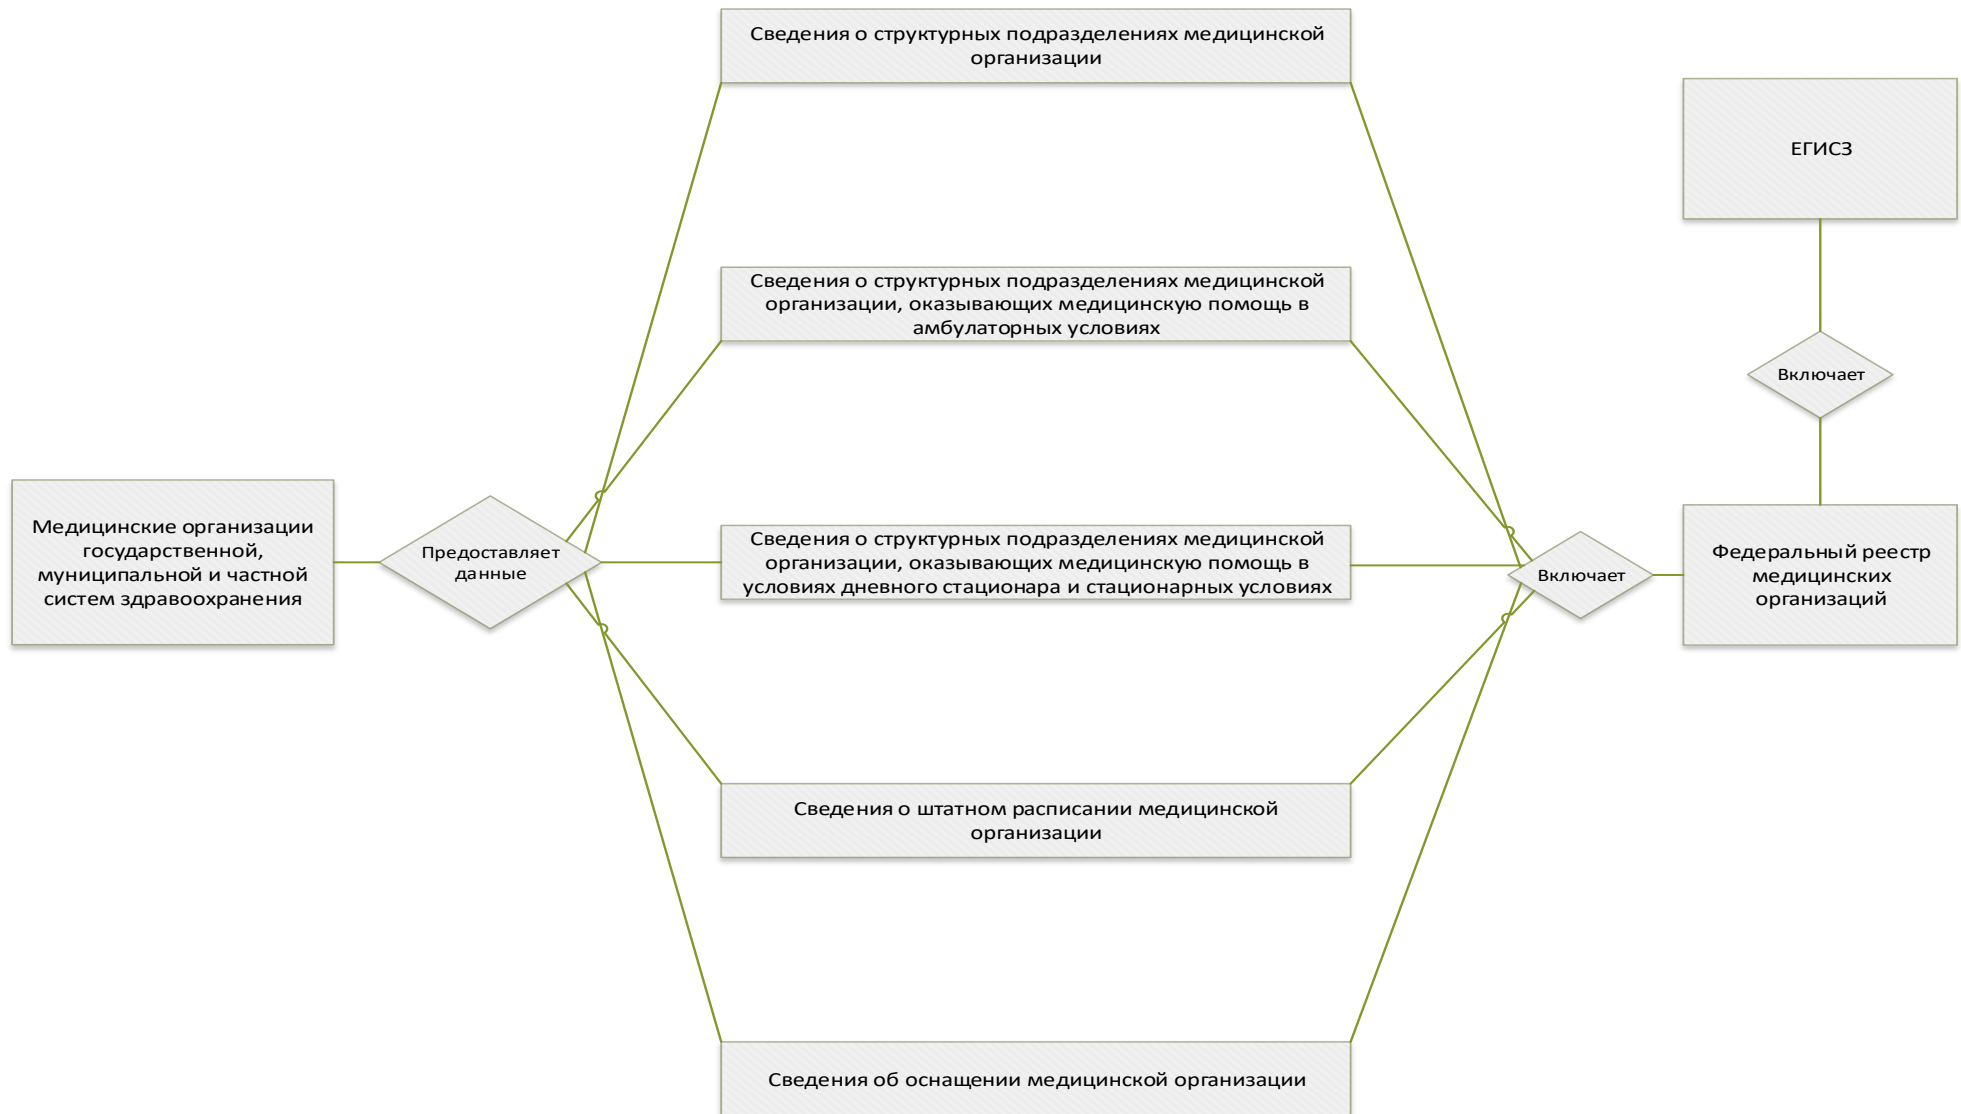 Сведения о структурных подразделениях медицинской
организации
ЕГИСЗ
Сведения о структурных подразделениях медицинской
организации, оказывающих медицинскую помощь в
амбулаторных условиях
Включает
Медицинские организации
государственной,
муниципальной и частной
систем здравоохранения
Предоставляет
данные
Сведения о структурных подразделениях медицинской
организации, оказывающих медицинскую помощь в
условиях дневного стационара и стационарных условиях
Включает
Федеральный реестр
медицинских
организаций
Сведения о штатном расписании медицинской
организации
Сведения об оснащении медицинской организации